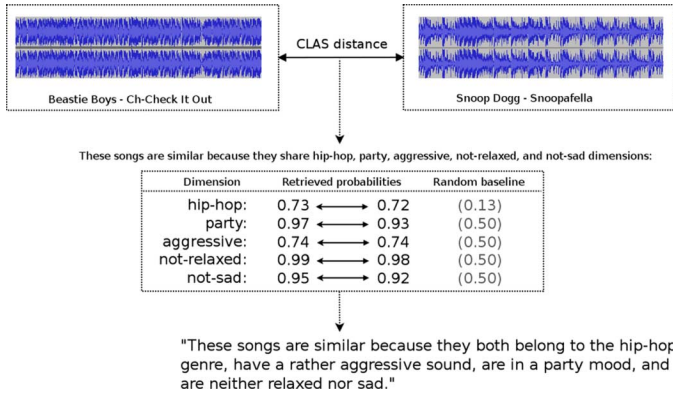 CLAS distance
Beastie Boys - Ch-Check It Out
Snoop Dogg - Snoopafella
These songs are similar because they share hip-hop, party, aggressive, not-relaxed, and not-sad dimensions:
Dimension Retrieved probabilities Random baseline
hip-hop: 0.73 0.72 (0.13)
party: 0.97 0.93 (0.50)
aggressive: 0.74 0.74 (0.50)
not-relaxed: 0.99 0.98 (0.50)
not-sad: 0.95 0.92 (0.50)
"These songs are similar because they both belong to the hip-hop
genre, have a rather aggressive sound, are in a party mood, and
are neither relaxed nor sad."